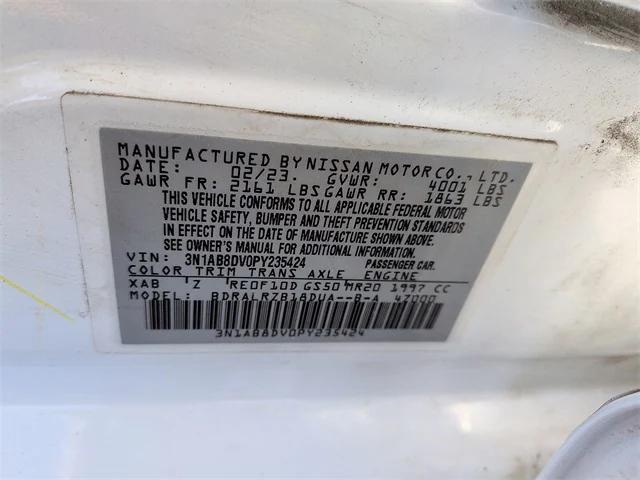 MANUFACTURED BY NISSAN MOTOR CO., LTD.
DATE: 02/23. GVWR: 4001 LBS
GAWR FR: 2161 LBS GAWR RR: 1863 LBS
THIS VEHICLE CONFORMS TO ALL APPLICABLE FEDERAL MOTOR
VEHICLE SAFETY, BUMPER AND THEFT PREVENTION STANDARDS
IN EFFECT ON THE DATE OF MANUFACTURE SHOWN ABOVE.
SEE OWNER'S MANUAL FOR ADDITIONAL INFORMATION.
VIN: 3N1AB8DV0PY235424 PASSENGER CAR.
COLOR TRIM TRANS AXLE ENGINE
XAB Z RE0F10D GS50 MR20 1997 CC
MODEL: BDRALRZB18DUA--B-A 47000
3N1AB8DV0PY235424